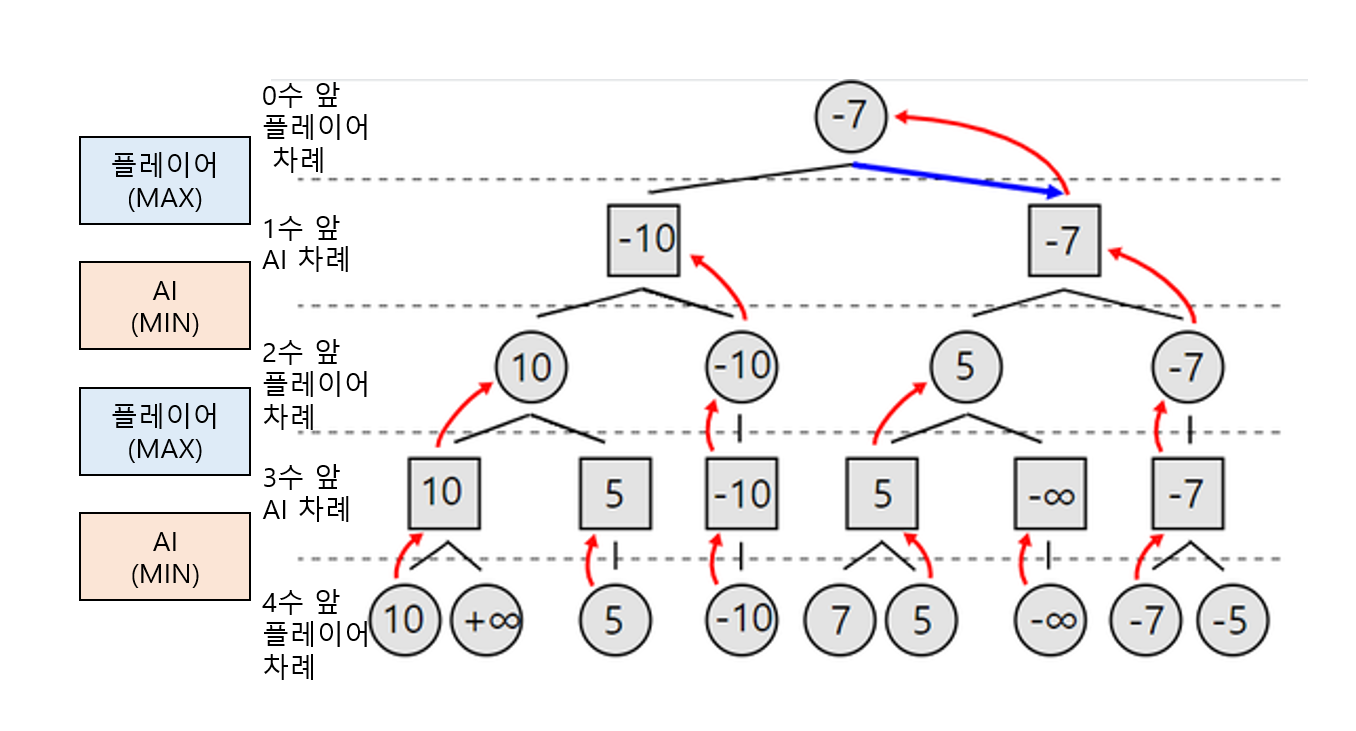 0수 앞
플레이어
차례
-7
플레이어
(MAX)
1수 앞
AI 차례
-10
-7
AI
(MIN)
2수 앞
플레이어
차례
10
-10
5
-7
플레이어
(MAX)
3수 앞
AI 차례
10
5
-10
5
-∞
-7
AI
(MIN)
4수 앞
플레이어
차례
10
+∞
5
-10
7
5
-∞
-7
-5